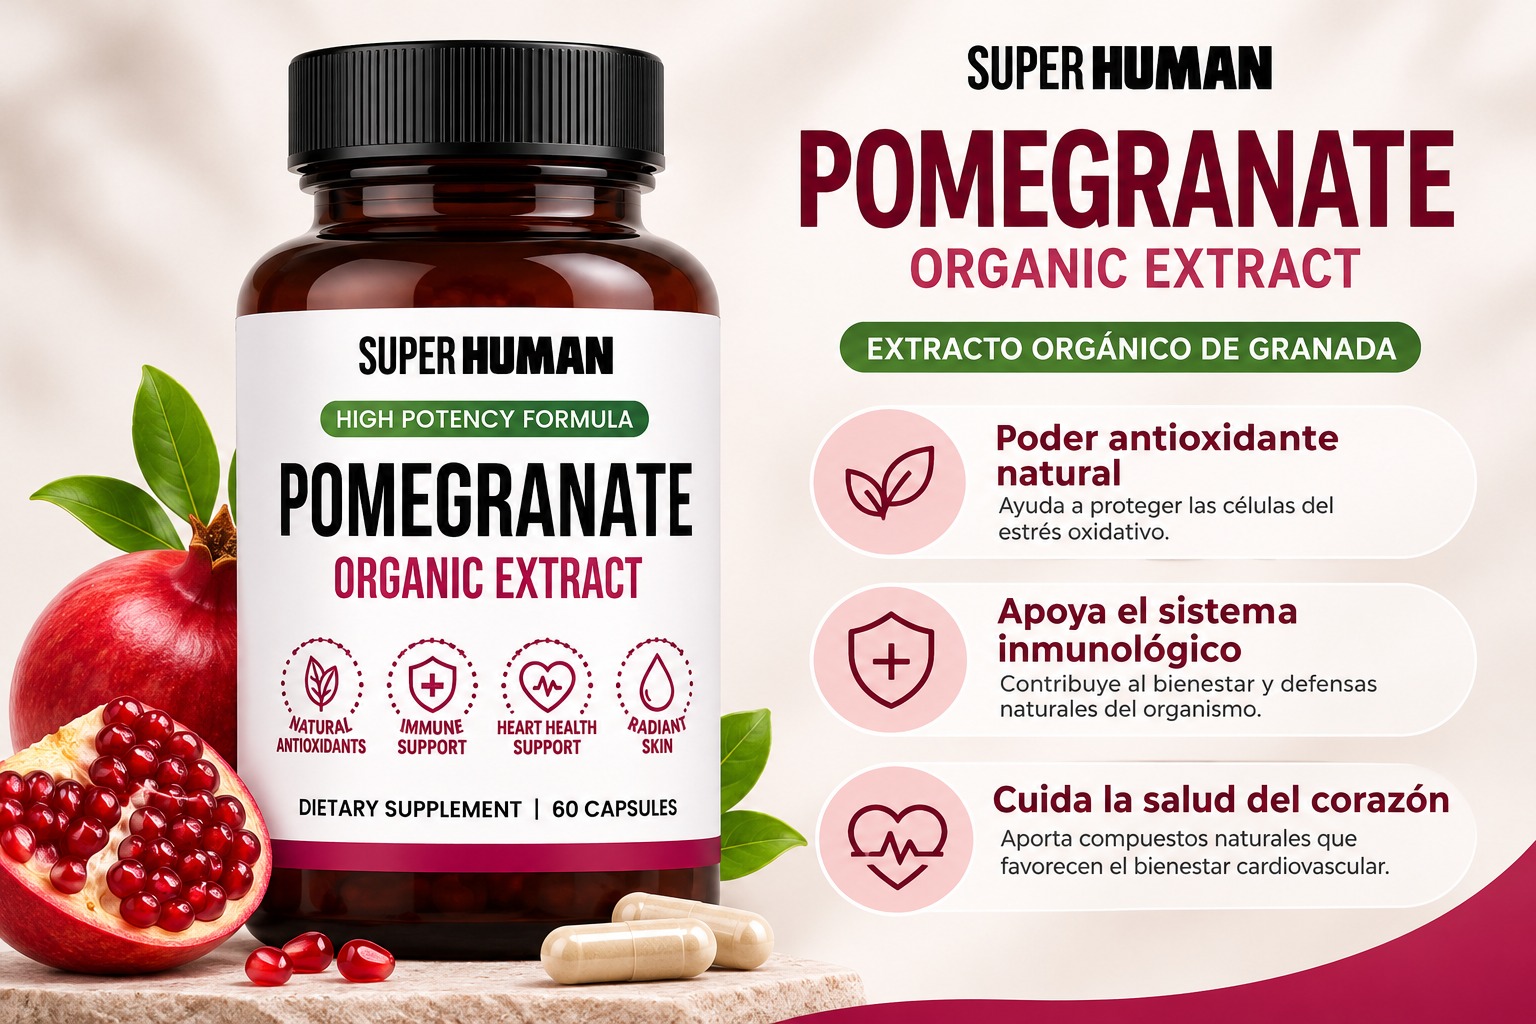 SUPER HUMAN
HIGH POTENCY FORMULA
POMEGRANATE
ORGANIC EXTRACT
NATURAL
ANTIOXIDANTS
IMMUNE
SUPPORT
HEART HEALTH
SUPPORT
RADIANT
SKIN
DIETARY SUPPLEMENT | 60 CAPSULES
SUPER HUMAN
POMEGRANATE
ORGANIC EXTRACT
EXTRACTO ORGÁNICO DE GRANADA
Poder antioxidante
natural
Ayuda a proteger las células del
estrés oxidativo.
Apoya el sistema
inmunológico
Contribuye al bienestar y defensas
naturales del organismo.
Cuida la salud del corazón
Aporta compuestos naturales que
favorecen el bienestar cardiovascular.